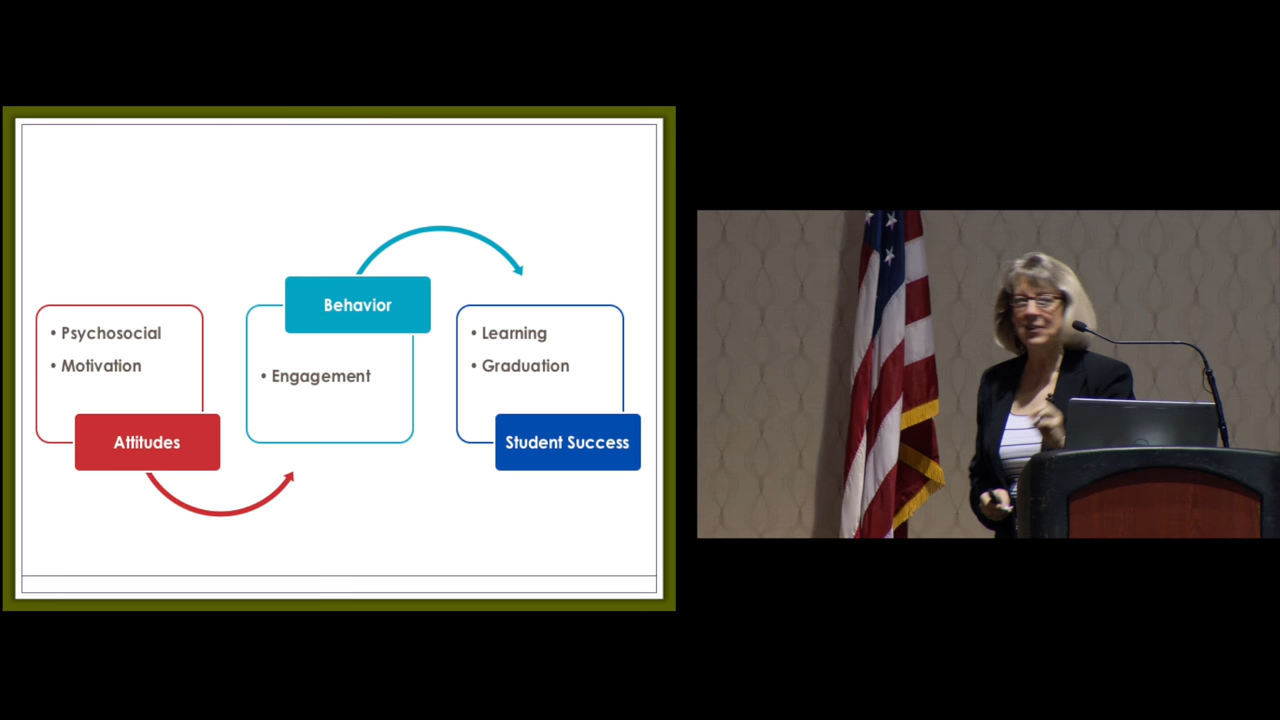 • Psychosocial
• Motivation
Attitudes
Behavior
• Engagement
• Learning
• Graduation
Student Success